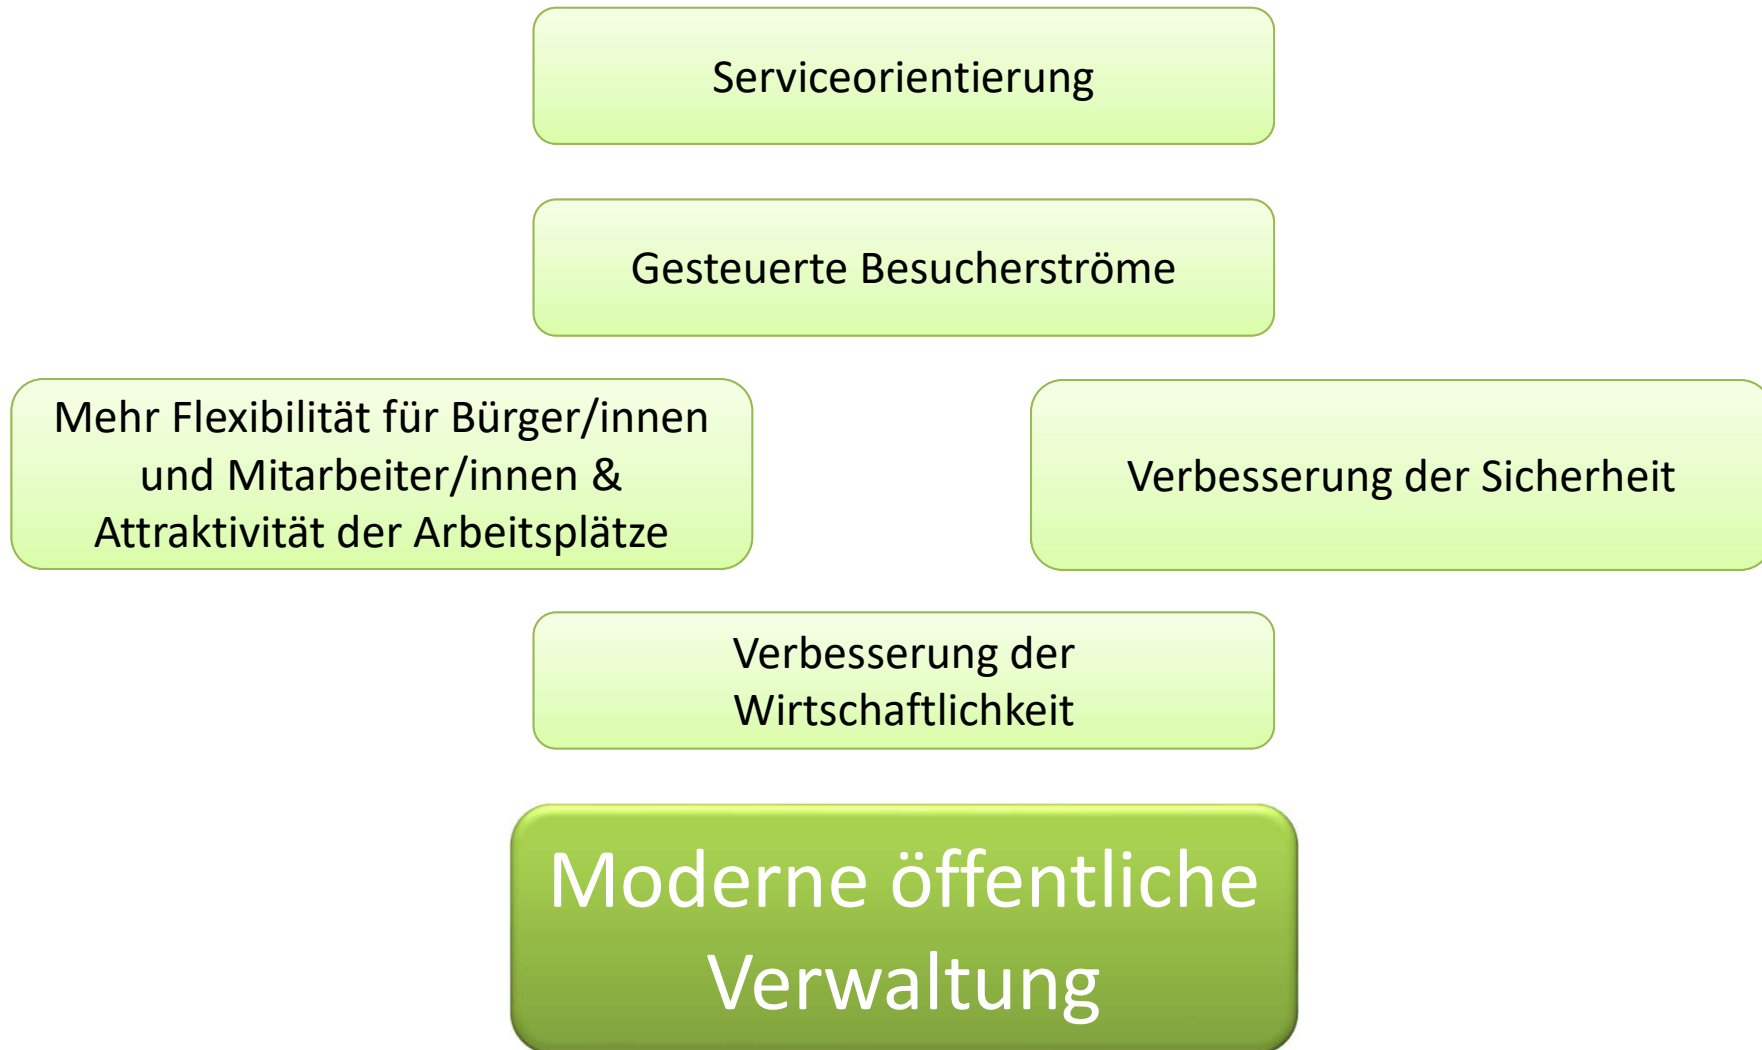 Serviceorientierung
Gesteuerte Besucherströme
Mehr Flexibilität für Bürger/innen
und Mitarbeiter/innen &
Attraktivität der Arbeitsplätze
Verbesserung der Sicherheit
Verbesserung der
Wirtschaftlichkeit
Moderne öffentliche
Verwaltung